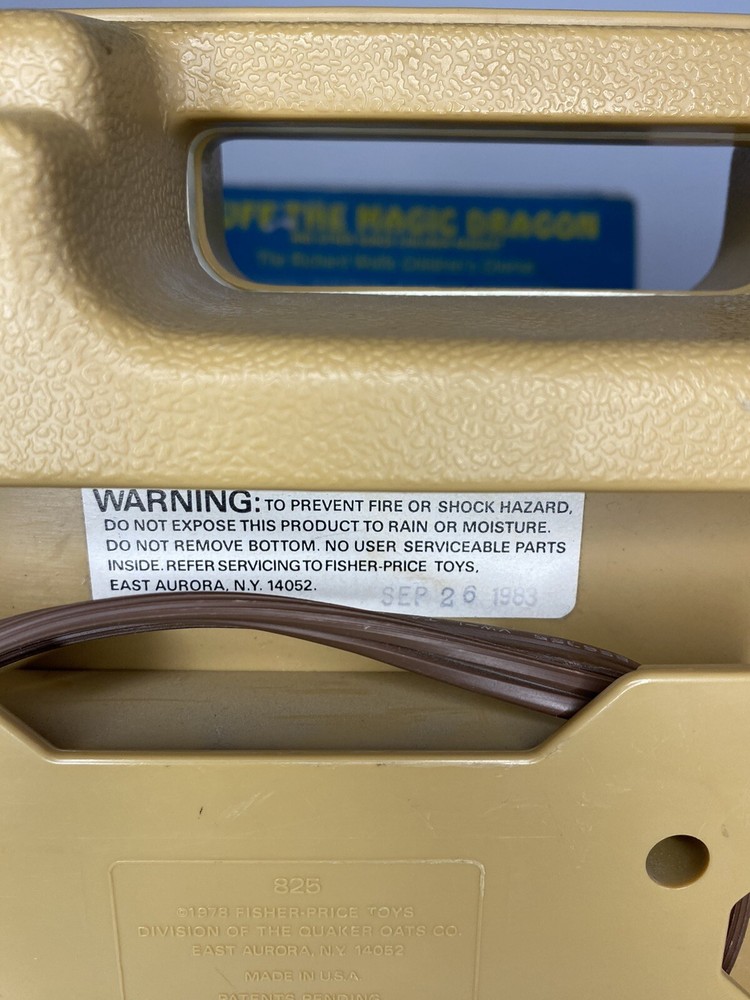 THE MAGIC DRAGON
The Richard Wolfe Children's Chorus
WARNING: TO PREVENT FIRE OR SHOCK HAZARD,
DO NOT EXPOSE THIS PRODUCT TO RAIN OR MOISTURE.
DO NOT REMOVE BOTTOM. NO USER SERVICEABLE PARTS
INSIDE. REFER SERVICING TO FISHER-PRICE TOYS,
EAST AURORA, N.Y. 14052.
SEP 26 1983
825
©1978 FISHER-PRICE TOYS
DIVISION OF THE QUAKER OATS CO.
EAST AURORA, N.Y. 14052
MADE IN U.S.A.
PATENTS PENDING